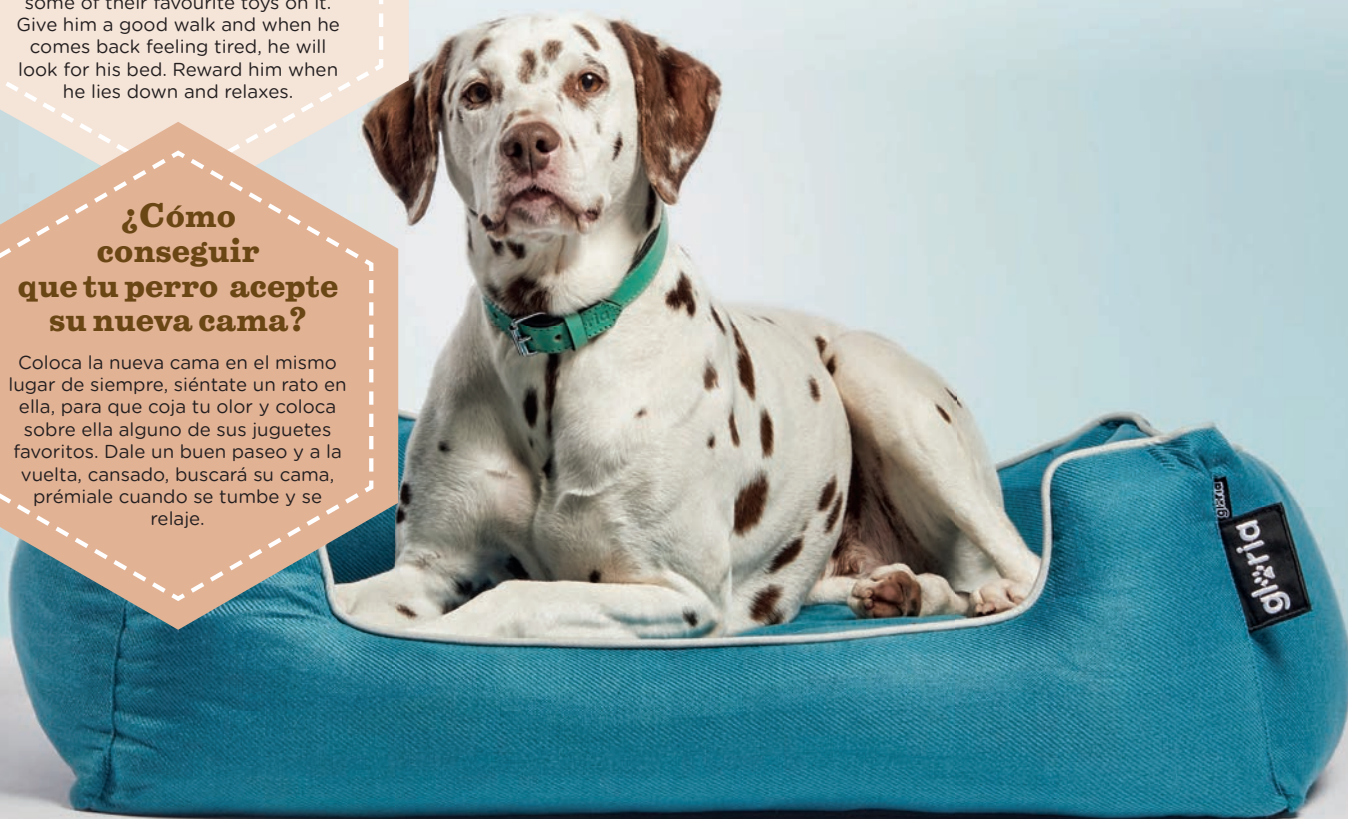 some of their favourite toys on it.
Give him a good walk and when he
comes back feeling tired, he will
look for his bed. Reward him when
he lies down and relaxes.
¿Cómo
conseguir
que tu perro acepte
su nueva cama?
Coloca la nueva cama en el mismo
lugar de siempre, siéntate un rato en
ella, para que coja tu olor y coloca
sobre ella alguno de sus juguetes
favoritos. Dale un buen paseo y a la
vuelta, cansado, buscará su cama,
prémiale cuando se tumbe y se
relaje.
gloria
gloria